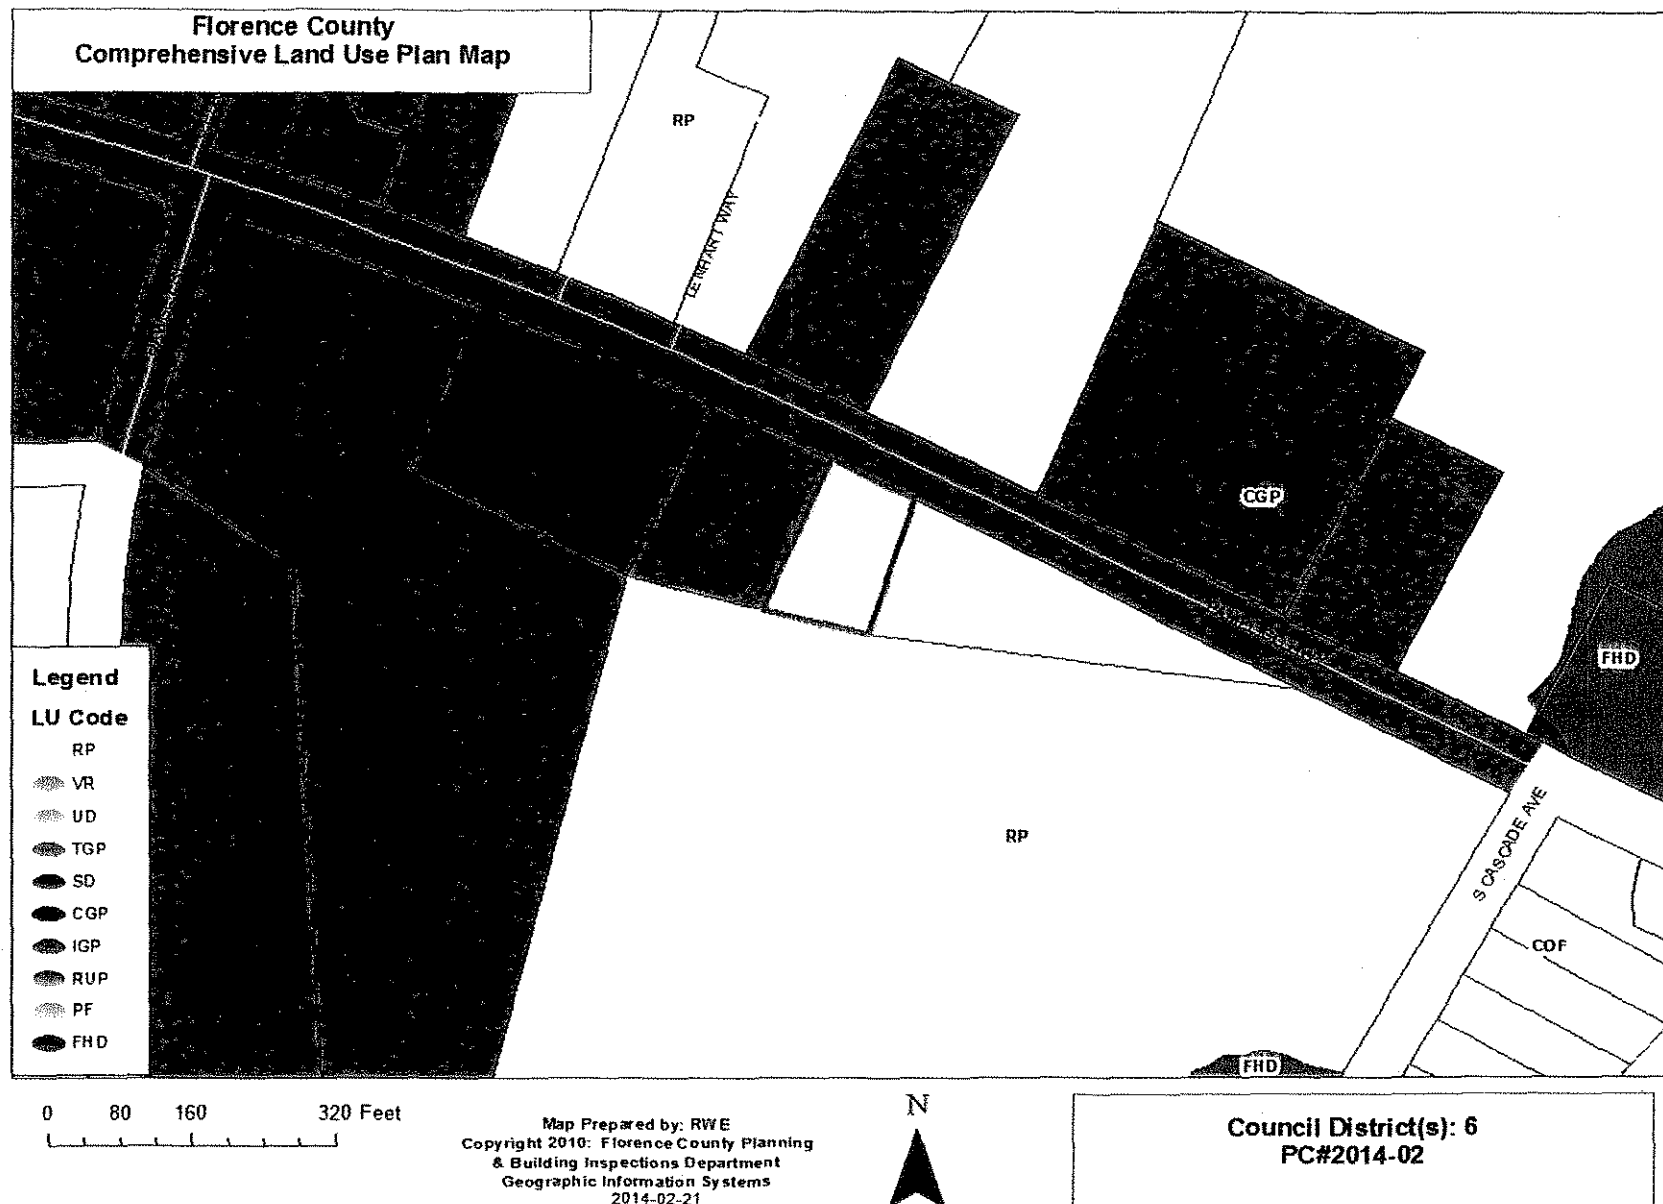 Florence County
Comprehensive Land Use Plan Map
RP
LENHART WAY
CGP
FHD
RP
S CASCADE AVE
COF
FHD
Legend
LU Code
RP
VR
UD
TGP
SD
CGP
IGP
RUP
PF
FHD
0 80 160 320 Feet
Map Prepared by: RWE
Copyright 2010: Florence County Planning
& Building Inspections Department
Geographic Information Systems
2014-02-21
N
Council District(s): 6
PC#2014-02